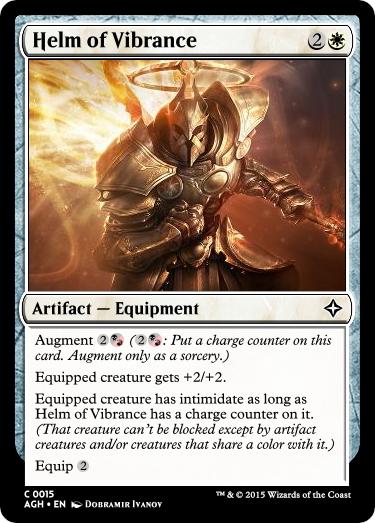 Helm of Vibrance 2
Artifact — Equipment
Augment 2 (2: Put a charge counter on this
card. Augment only as a sorcery.)
Equipped creature gets +2/+2.
Equipped creature has intimidate as long as
Helm of Vibrance has a charge counter on it.
(That creature can't be blocked except by artifact
creatures and/or creatures that share a color with it.)
Equip 2
C 0015
AGH • EN Dobramir Ivanov
™ & © 2015 Wizards of the Coast